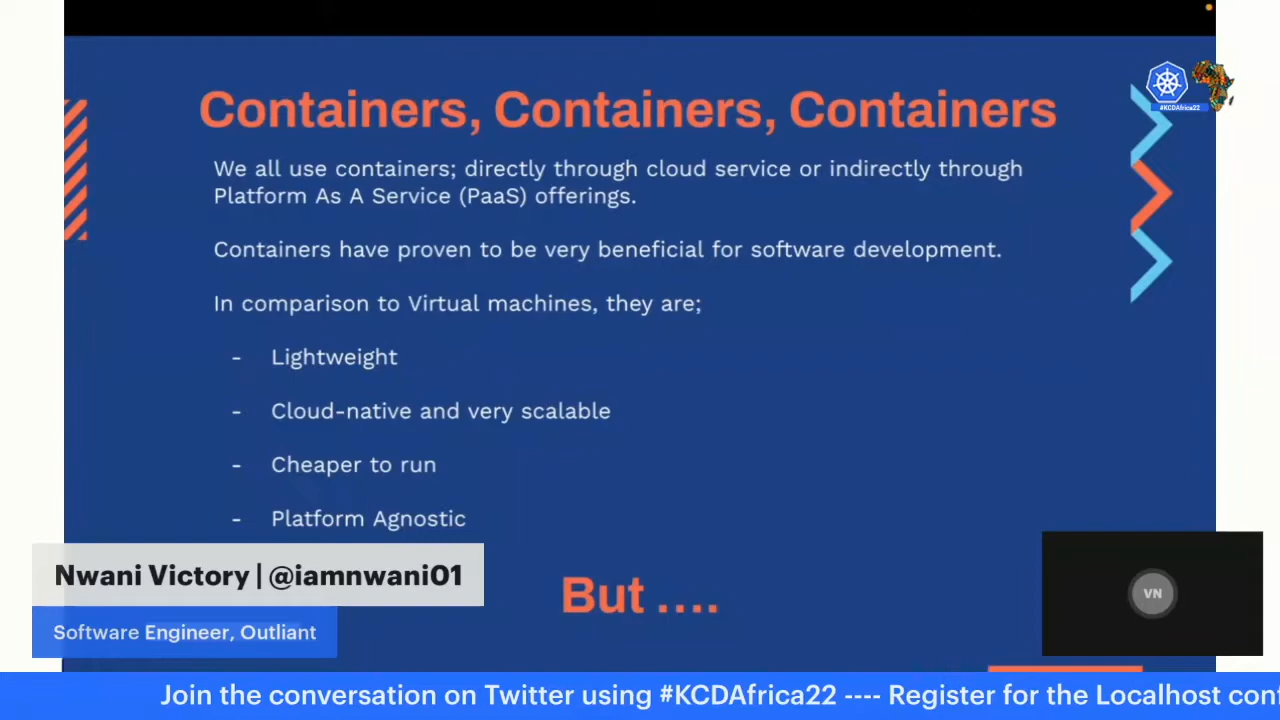 Containers, Containers, Containers
#KCDAfrica22
We all use containers; directly through cloud service or indirectly through
Platform As A Service (PaaS) offerings.
Containers have proven to be very beneficial for software development.
In comparison to Virtual machines, they are;
- Lightweight
- Cloud-native and very scalable
- Cheaper to run
- Platform Agnostic
But ....
Nwani Victory | @iamnwani01
Software Engineer, Outliant
VN
Join the conversation on Twitter using #KCDAfrica22 ---- Register for the Localhost con